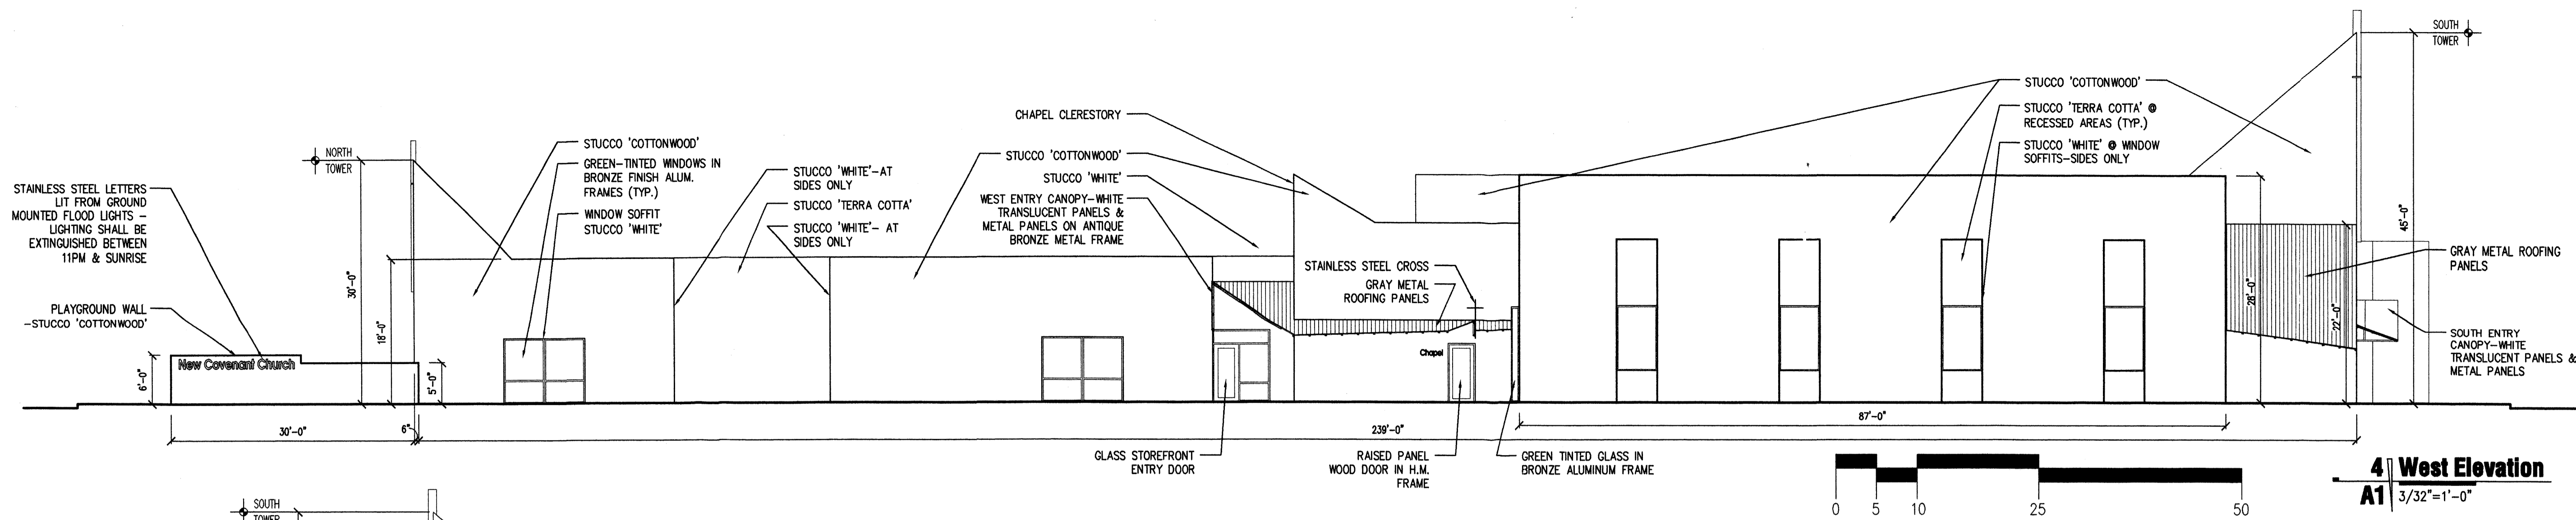 STAINLESS STEEL LETTERS
LIT FROM GROUND
MOUNTED FLOOD LIGHTS –
LIGHTING SHALL BE
EXTINGUISHED BETWEEN
11PM & SUNRISE
PLAYGROUND WALL
-STUCCO 'COTTONWOOD'
New Covenant Church
6'-0"
30'-0"
6"
5'-0"
NORTH
TOWER
30'-0"
18'-0"
STUCCO 'COTTONWOOD'
GREEN-TINTED WINDOWS IN
BRONZE FINISH ALUM.
FRAMES (TYP.)
WINDOW SOFFIT
STUCCO 'WHITE'
STUCCO 'WHITE'-AT
SIDES ONLY
STUCCO 'TERRA COTTA'
STUCCO 'WHITE'- AT
SIDES ONLY
CHAPEL CLERESTORY
STUCCO 'COTTONWOOD'
STUCCO 'WHITE'
WEST ENTRY CANOPY-WHITE
TRANSLUCENT PANELS &
METAL PANELS ON ANTIQUE
BRONZE METAL FRAME
STAINLESS STEEL CROSS
GRAY METAL
ROOFING PANELS
Chapel
239'-0"
GLASS STOREFRONT
ENTRY DOOR
RAISED PANEL
WOOD DOOR IN H.M.
FRAME
GREEN TINTED GLASS IN
BRONZE ALUMINUM FRAME
87'-0"
STUCCO 'COTTONWOOD'
STUCCO 'TERRA COTTA' @
RECESSED AREAS (TYP.)
STUCCO 'WHITE' @ WINDOW
SOFFITS-SIDES ONLY
28'-0"
22'-0"
45'-0"
SOUTH
TOWER
GRAY METAL ROOFING
PANELS
SOUTH ENTRY
CANOPY-WHITE
TRANSLUCENT PANELS &
METAL PANELS
0 5 10 25 50
4 West Elevation
A1 3/32"=1'-0"
SOUTH
TOWER